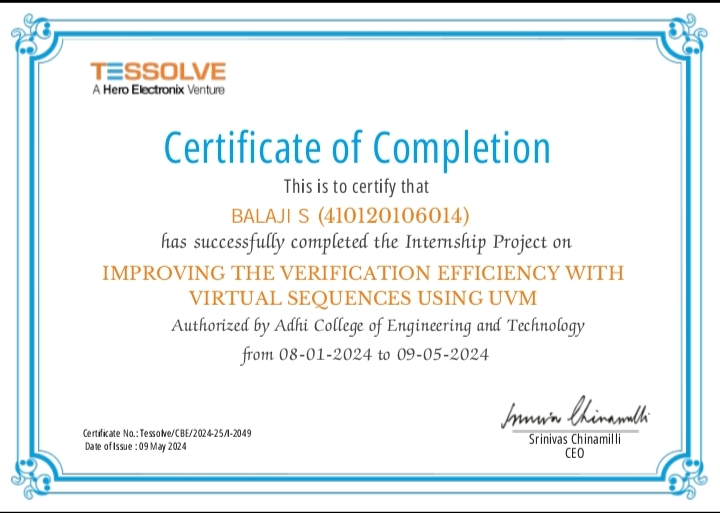 TESSOLVE
A Hero Electronix Venture
Certificate of Completion
This is to certify that
BALAJI S (410120106014)
has successfully completed the Internship Project on
IMPROVING THE VERIFICATION EFFICIENCY WITH
VIRTUAL SEQUENCES USING UVM
Authorized by Adhi College of Engineering and Technology
from 08-01-2024 to 09-05-2024
Certificate No.: Tessolve/CBE/2024-25/I-2049
Date of Issue : 09 May 2024
Srinivas Chinamilli
Srinivas Chinamilli
CEO